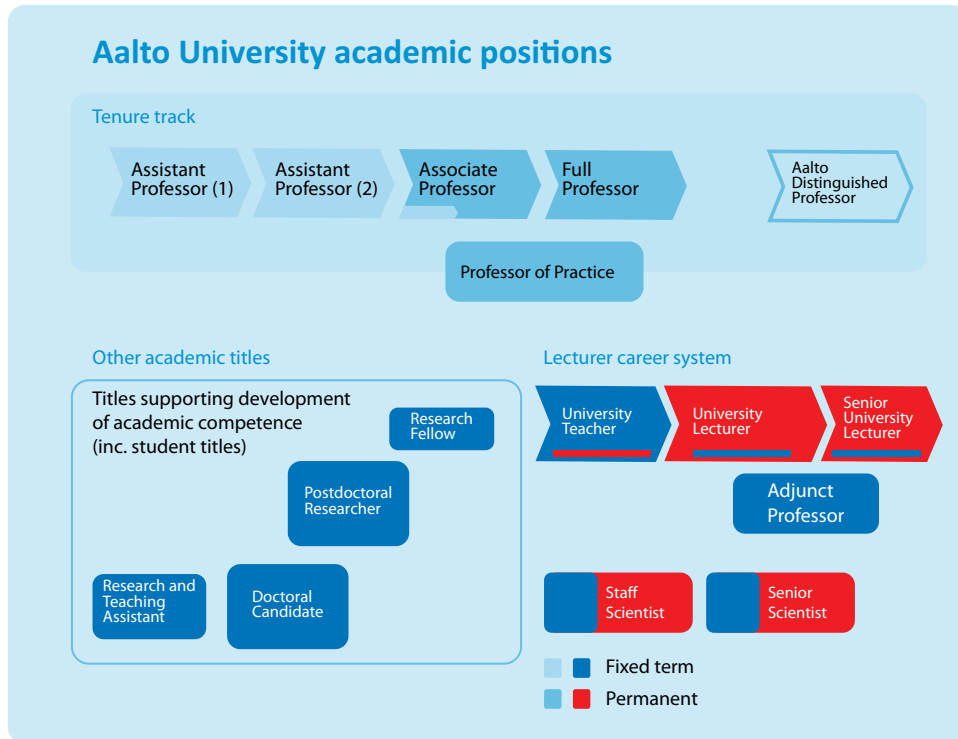 Aalto University academic positions
Tenure track
Assistant
Professor (1)
Assistant
Professor (2)
Associate
Professor
Full
Professor
Aalto
Distinguished
Professor
Professor of Practice
Other academic titles
Titles supporting development
of academic competence
(inc. student titles)
Research
Fellow
Postdoctoral
Researcher
Research and
Teaching
Assistant
Doctoral
Candidate
Lecturer career system
University
Teacher
University
Lecturer
Senior
University
Lecturer
Adjunct
Professor
Staff
Scientist
Senior
Scientist
Fixed term
Permanent